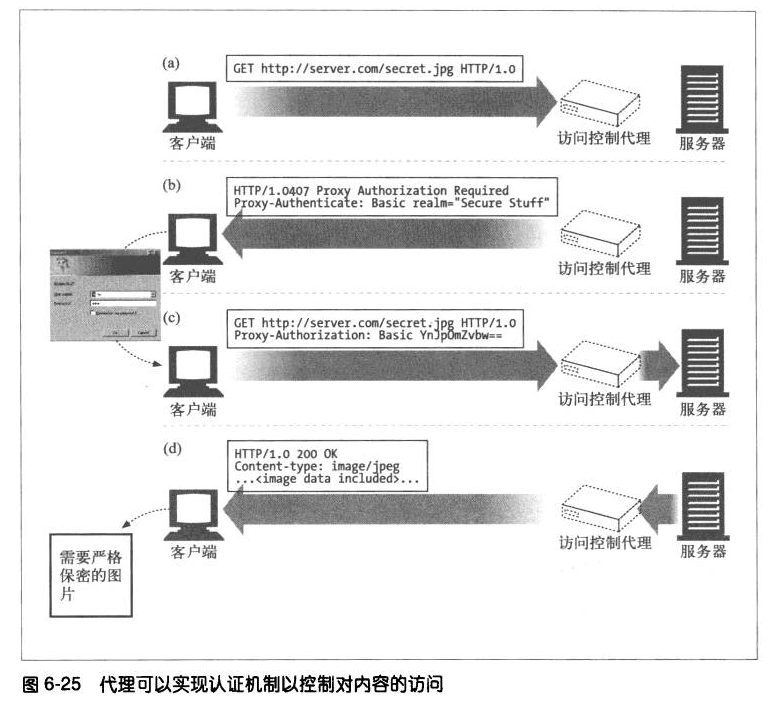 (a)
GET http://server.com/secret.jpg HTTP/1.0
客户端
访问控制代理
服务器
(b)
HTTP/1.0407 Proxy Authorization Required
Proxy-Authenticate: Basic realm="Secure Stuff"
客户端
访问控制代理
服务器
(c)
GET http://server.com/secret.jpg HTTP/1.0
Proxy-Authorization: Basic YnJpOmZvbw==
客户端
访问控制代理
服务器
(d)
HTTP/1.0 200 OK
Content-type: image/jpeg
...<image data included>...
客户端
访问控制代理
服务器
需要严格
保密的图
片
图 6-25 代理可以实现认证机制以控制对内容的访问